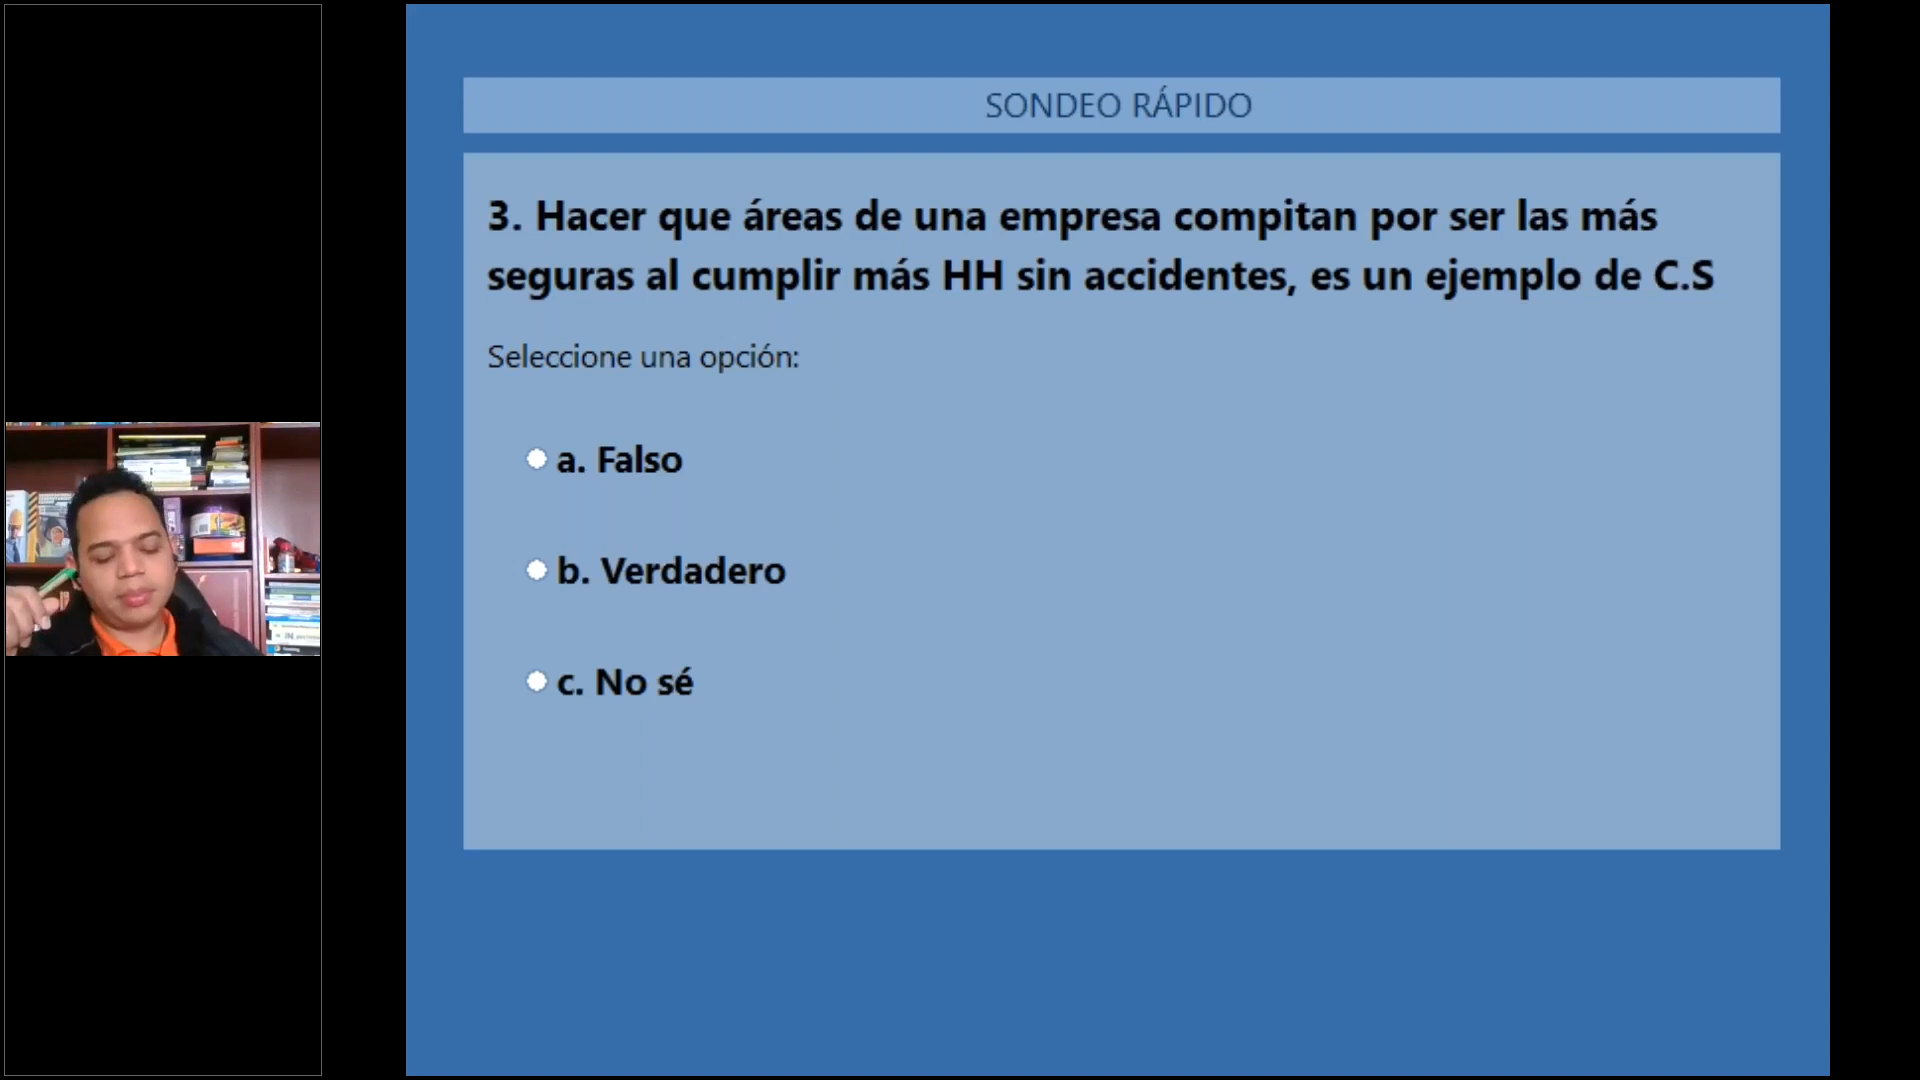 SONDEO RÁPIDO
3. Hacer que áreas de una empresa compitan por ser las más
seguras al cumplir más HH sin accidentes, es un ejemplo de C.S
Seleccione una opción:
a. Falso
b. Verdadero
c. No sé